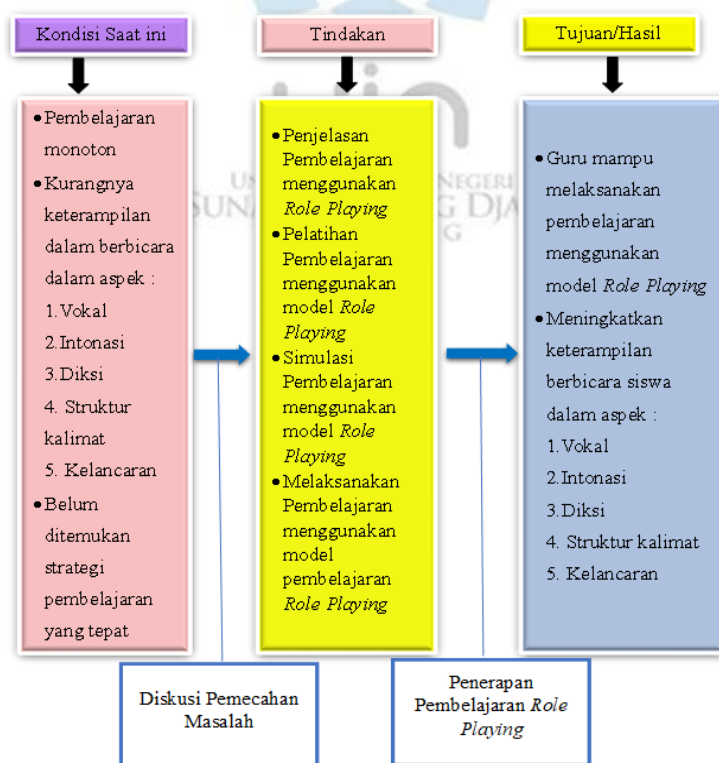 Kondisi Saat ini
Tindakan
Tujuan/Hasil
•Pembelajaran
monoton
•Kurangnya
keterampilan
dalam berbicara
dalam aspek :
1.Vokal
2.Intonasi
3.Diksi
4. Struktur
kalimat
5. Kelancaran
•Belum
ditemukan
strategi
pembelajaran
yang tepat
•Penjelasan
Pembelajaran
menggunakan
Role Playing
•Pelatihan
Pembelajaran
menggunakan
model Role
Playing
•Simulasi
Pembelajaran
menggunakan
model Role
Playing
•Melaksanakan
Pembelajaran
menggunakan
model
pembelajaran
Role Playing
•Guru mampu
melaksanakan
pembelajaran
menggunakan
model Role Playing
•Meningkatkan
keterampilan
berbicara siswa
dalam aspek :
1.Vokal
2.Intonasi
3.Diksi
4. Struktur kalimat
5. Kelancaran
Diskusi Pemecahan
Masalah
Penerapan
Pembelajaran Role
Playing